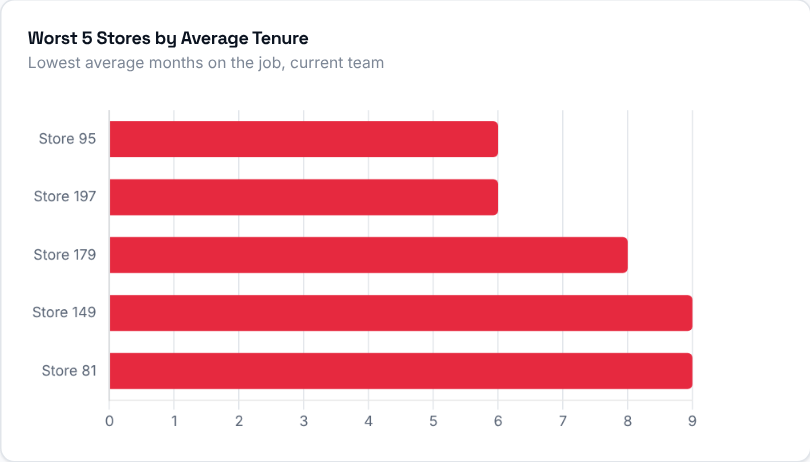 Worst 5 Stores by Average Tenure
Lowest average months on the job, current team
Store 95
Store 197
Store 179
Store 149
Store 81
0 1 2 3 4 5 6 7 8 9